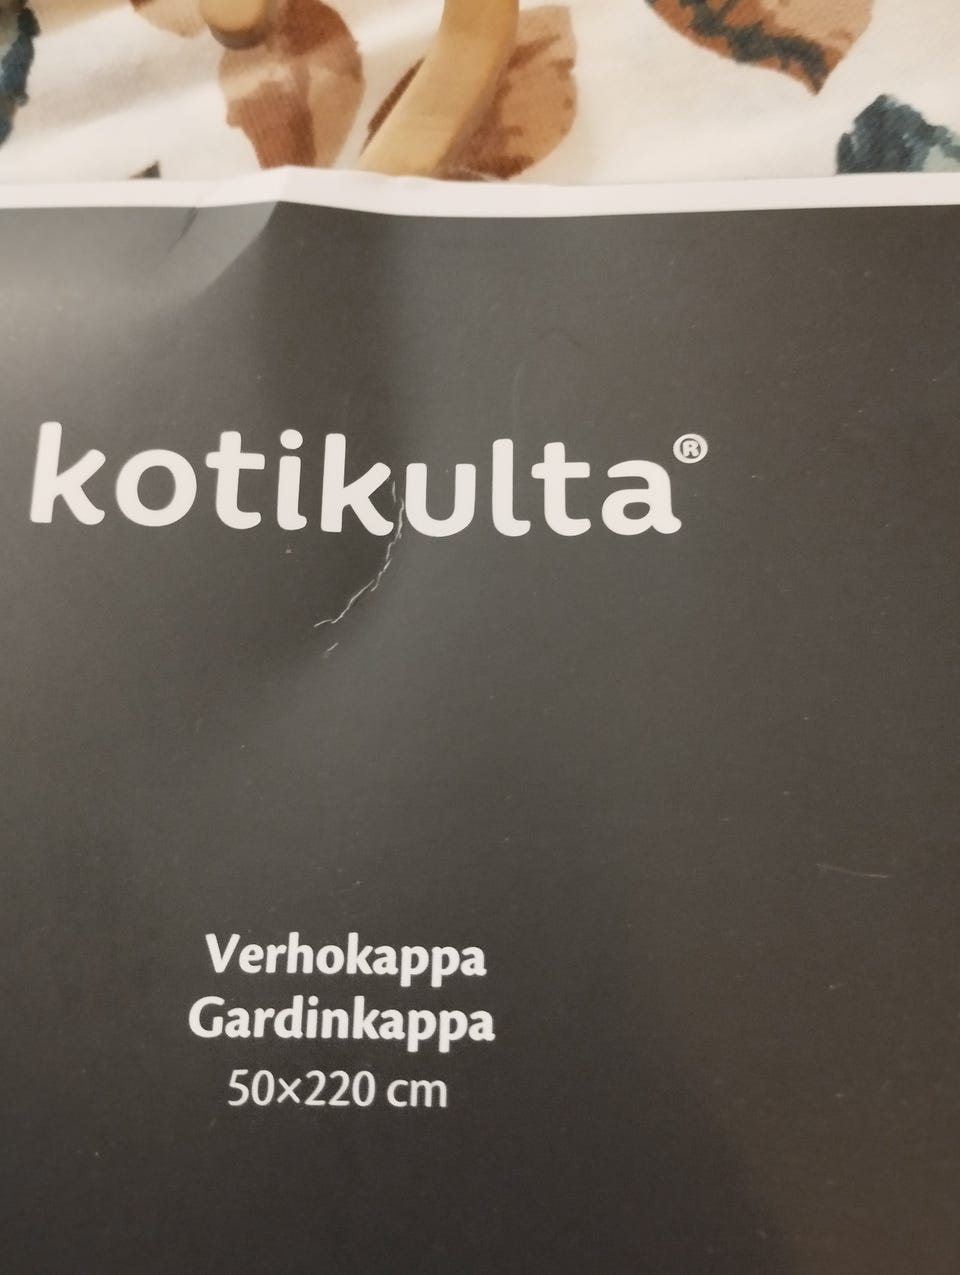 kotikulta®
Verhokappa
Gardinkappa
50×220 cm